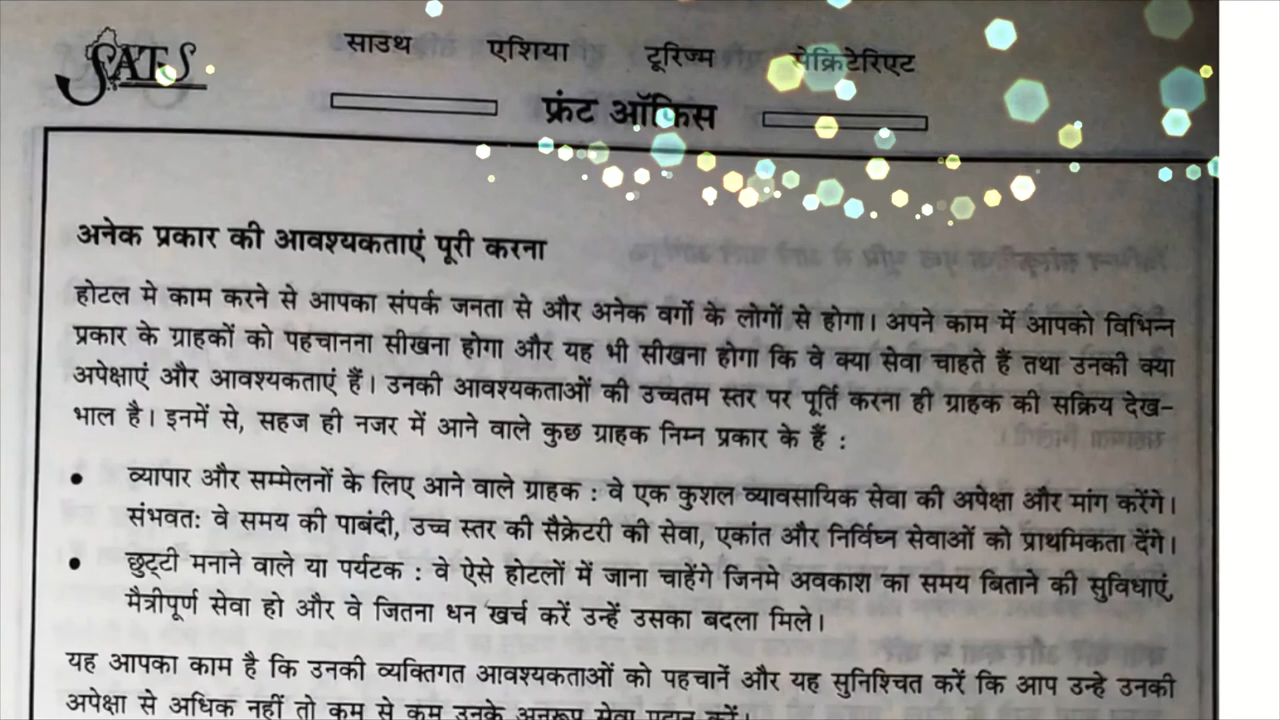 SATS
साउथ एशिया टूरिज्म सेक्रिटेरिएट
फ्रंट ऑफिस
अनेक प्रकार की आवश्यकताएं पूरी करना
होटल मे काम करने से आपका संपर्क जनता से और अनेक वर्गो के लोगों से होगा। अपने काम में आपको विभिन्न
प्रकार के ग्राहकों को पहचानना सीखना होगा और यह भी सीखना होगा कि वे क्या सेवा चाहते हैं तथा उनकी क्या
अपेक्षाएं और आवश्यकताएं हैं। उनकी आवश्यकताओं की उच्चतम स्तर पर पूर्ति करना ही ग्राहक की सक्रिय देख-
भाल है। इनमें से, सहज ही नजर में आने वाले कुछ ग्राहक निम्न प्रकार के हैं :
• व्यापार और सम्मेलनों के लिए आने वाले ग्राहक : वे एक कुशल व्यावसायिक सेवा की अपेक्षा और मांग करेंगे।
संभवतः वे समय की पाबंदी, उच्च स्तर की सैक्रेटरी की सेवा, एकांत और निर्विघ्न सेवाओं को प्राथमिकता देंगे।
• छुट्टी मनाने वाले या पर्यटक : वे ऐसे होटलों में जाना चाहेंगे जिनमे अवकाश का समय बिताने की सुविधाएं,
मैत्रीपूर्ण सेवा हो और वे जितना धन खर्च करें उन्हें उसका बदला मिले।
यह आपका काम है कि उनकी व्यक्तिगत आवश्यकताओं को पहचानें और यह सुनिश्चित करें कि आप उन्हे उनकी
अपेक्षा से अधिक नहीं तो कम से कम उनके अनुरूप सेवा प्रदान करें।